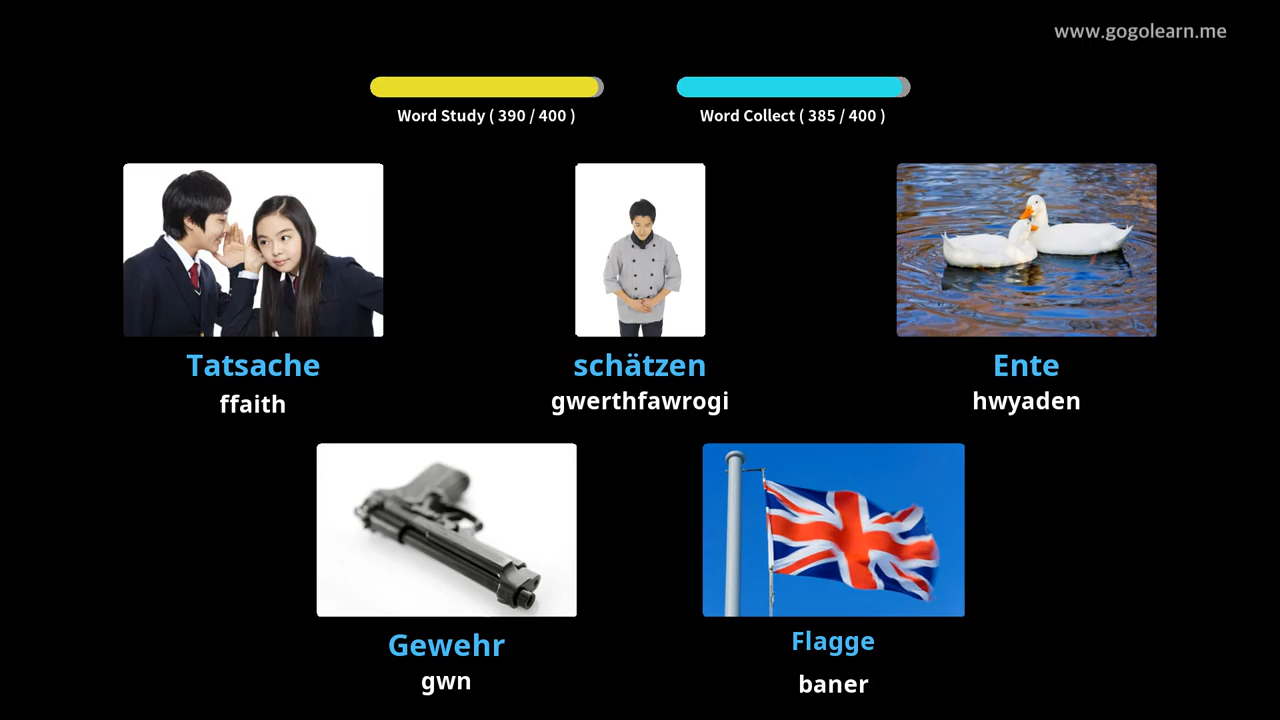 www.gogolearn.me
Word Study ( 390 / 400 )
Word Collect ( 385 / 400 )
Tatsache
ffaith
schätzen
gwerthfawrogi
Ente
hwyaden
Gewehr
gwn
Flagge
baner